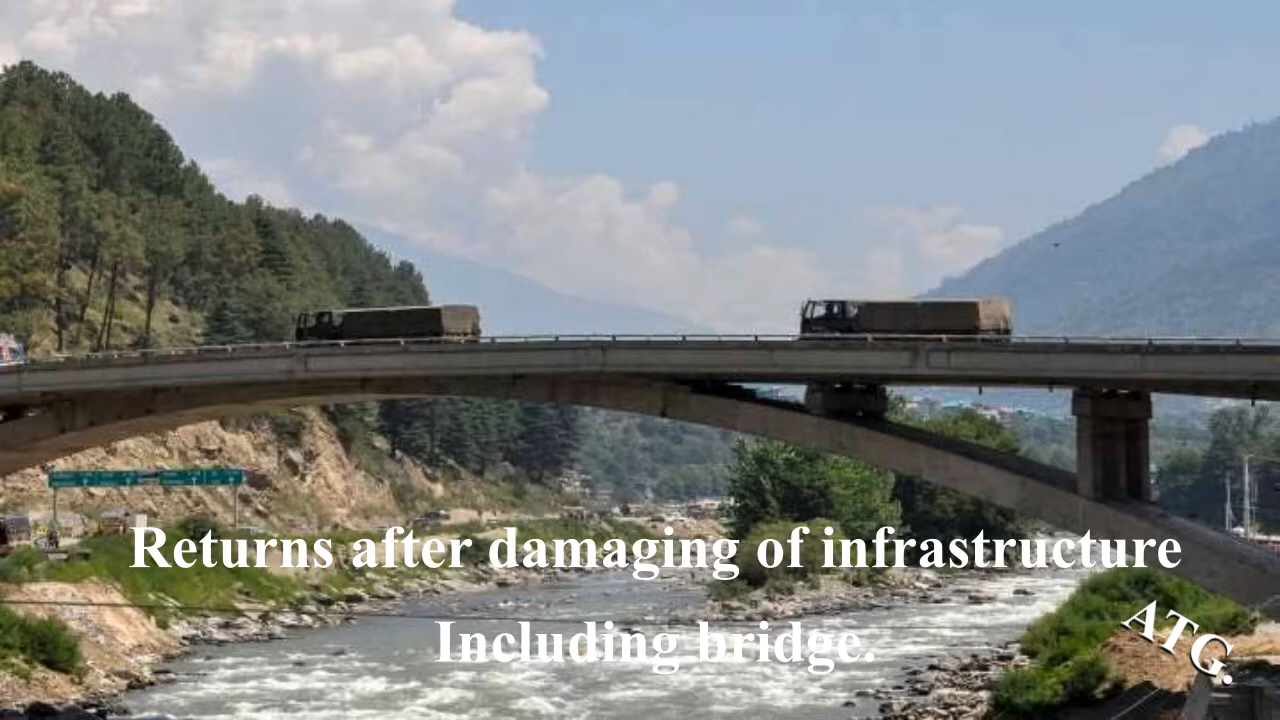 Returns after damaging of infrastructure
Including bridge.
ATG.